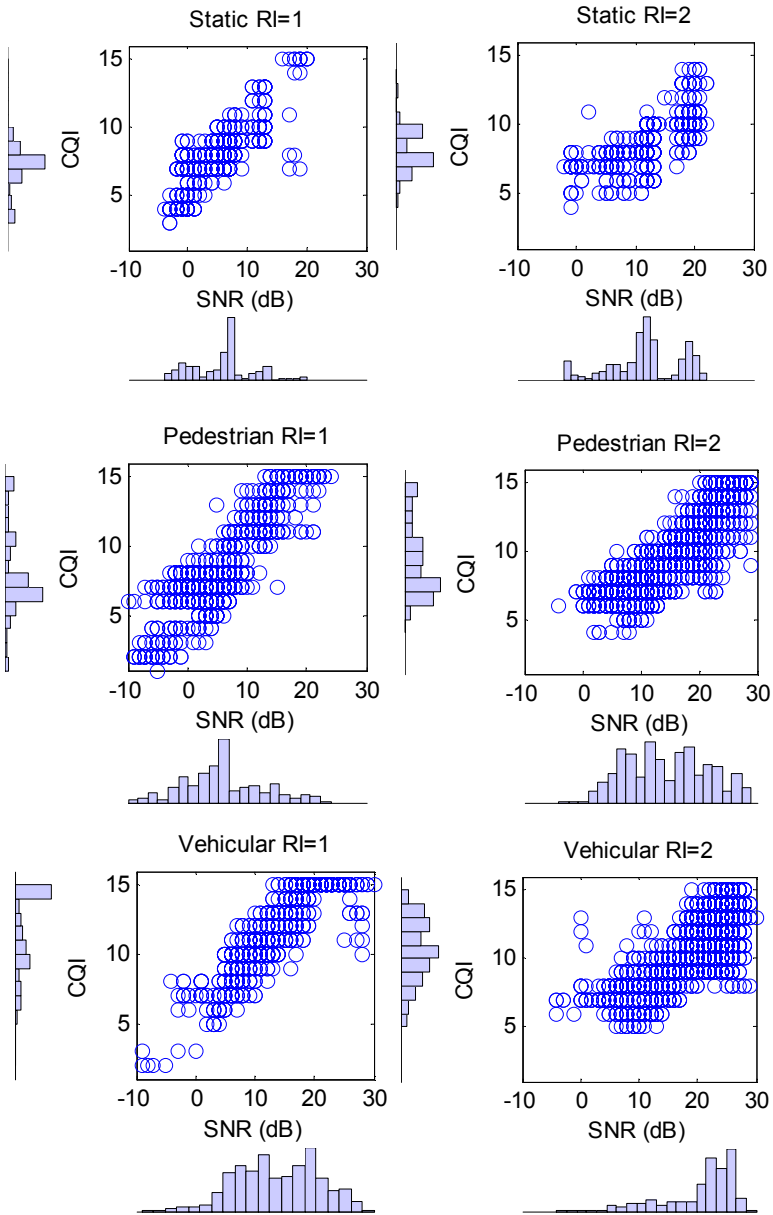 Static RI=1
15
10
5
CQI
-10 0 10 20 30
SNR (dB)
Static RI=2
15
10
5
CQI
-10 0 10 20 30
SNR (dB)
Pedestrian RI=1
15
10
5
CQI
-10 0 10 20 30
SNR (dB)
Pedestrian RI=2
15
10
5
CQI
-10 0 10 20 30
SNR (dB)
Vehicular RI=1
15
10
5
CQI
-10 0 10 20 30
SNR (dB)
Vehicular RI=2
15
10
5
CQI
-10 0 10 20 30
SNR (dB)